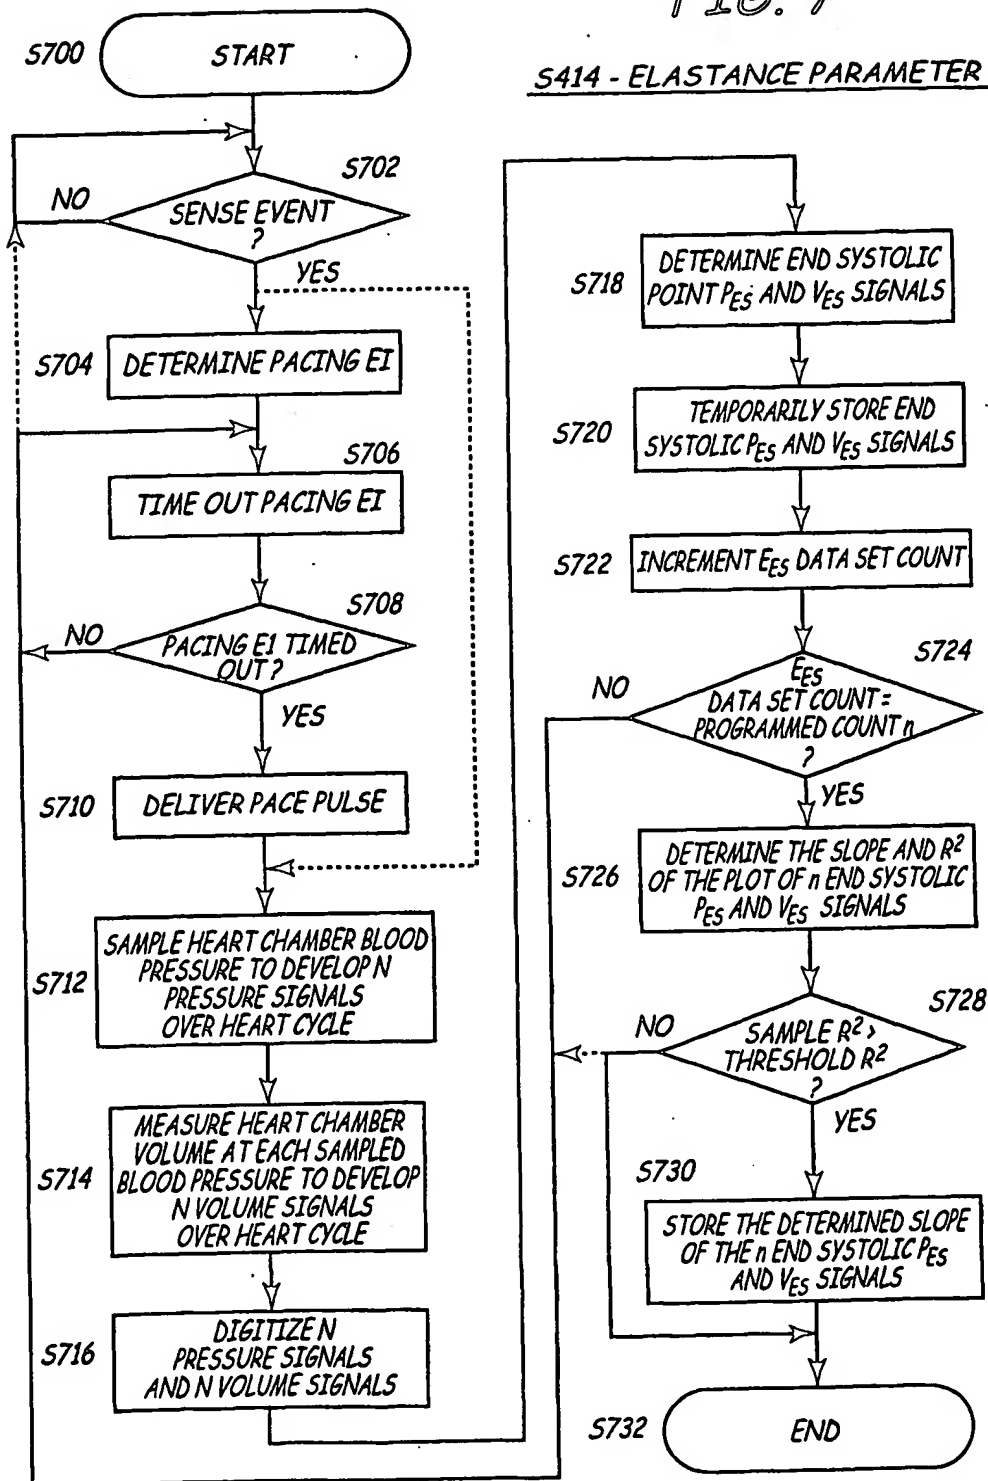 FIG. 7
S414 - ELASTANCE PARAMETER
S700
START
S702
SENSE EVENT
?
NO
YES
S704
DETERMINE PACING EI
S706
TIME OUT PACING EI
S708
PACING EI TIMED
OUT?
NO
YES
S710
DELIVER PACE PULSE
S712
SAMPLE HEART CHAMBER BLOOD
PRESSURE TO DEVELOP N
PRESSURE SIGNALS
OVER HEART CYCLE
S714
MEASURE HEART CHAMBER
VOLUME AT EACH SAMPLED
BLOOD PRESSURE TO DEVELOP
N VOLUME SIGNALS
OVER HEART CYCLE
S716
DIGITIZE N
PRESSURE SIGNALS
AND N VOLUME SIGNALS
S718
DETERMINE END SYSTOLIC
POINT PES AND VES SIGNALS
S720
TEMPORARILY STORE END
SYSTOLIC PES AND VES SIGNALS
S722
INCREMENT EES DATA SET COUNT
S724
EES
DATA SET COUNT =
PROGRAMMED COUNT n
?
NO
YES
S726
DETERMINE THE SLOPE AND R²
OF THE PLOT OF n END SYSTOLIC
PES AND VES SIGNALS
S728
SAMPLE R² >
THRESHOLD R²
?
NO
YES
S730
STORE THE DETERMINED SLOPE
OF THE n END SYSTOLIC PES
AND VES SIGNALS
S732
END